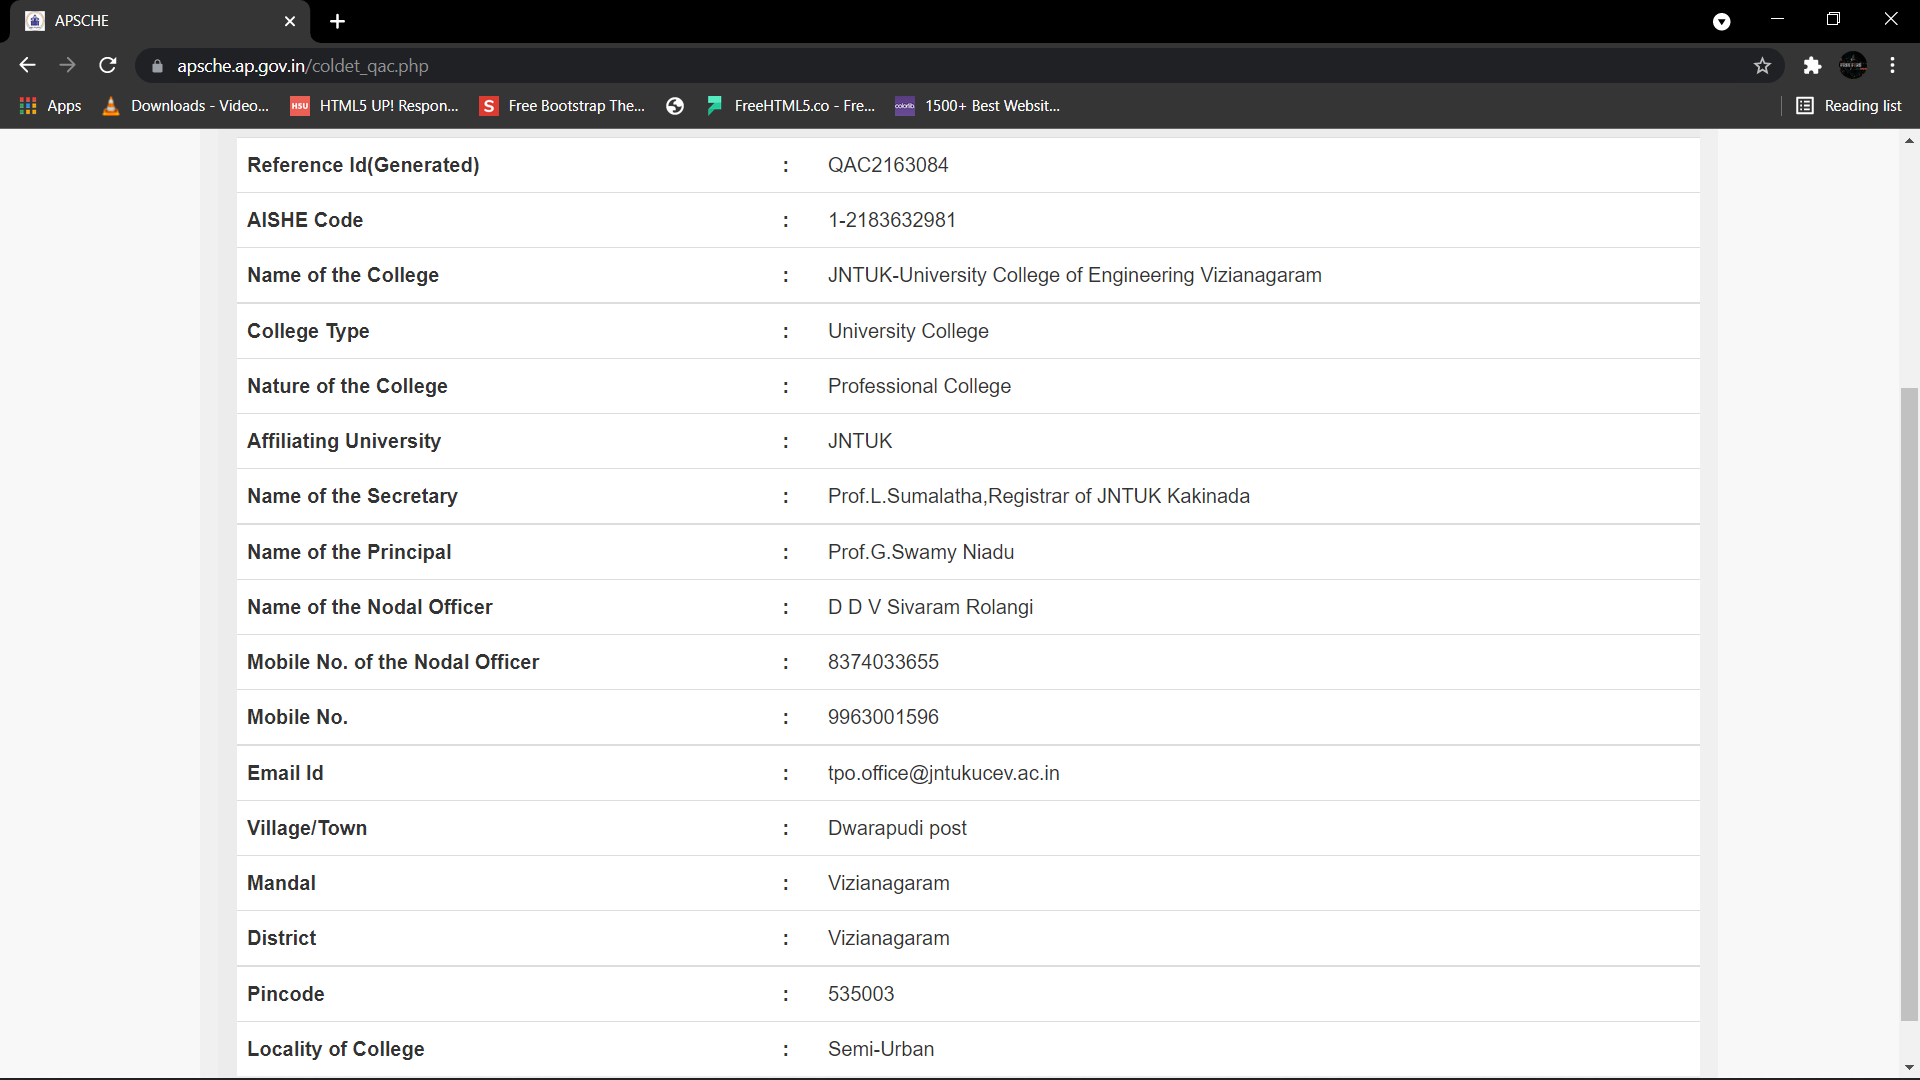 APSCHE
apsche.ap.gov.in/coldet_qac.php
Apps Downloads - Video... HSU HTML5 UP! Respon... S Free Bootstrap The... FreeHTML5.co - Fre... colorlib. 1500+ Best Websit... Reading list
Reference Id(Generated) : QAC2163084
AISHE Code : 1-2183632981
Name of the College : JNTUK-University College of Engineering Vizianagaram
College Type : University College
Nature of the College : Professional College
Affiliating University : JNTUK
Name of the Secretary : Prof.L.Sumalatha,Registrar of JNTUK Kakinada
Name of the Principal : Prof.G.Swamy Niadu
Name of the Nodal Officer : D D V Sivaram Rolangi
Mobile No. of the Nodal Officer : 8374033655
Mobile No. : 9963001596
Email Id : tpo.office@jntukucev.ac.in
Village/Town : Dwarapudi post
Mandal : Vizianagaram
District : Vizianagaram
Pincode : 535003
Locality of College : Semi-Urban